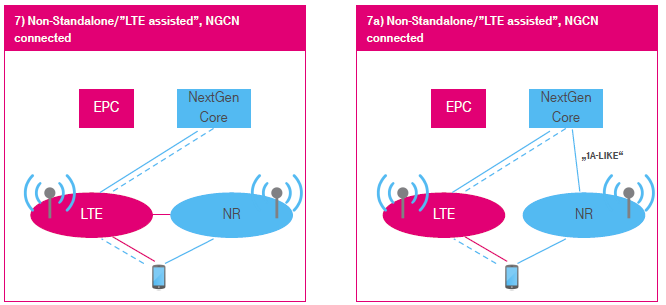 7) Non-Standalone/”LTE assisted”, NGCN
connected
EPC
NextGen
Core
LTE
NR
7a) Non-Standalone/”LTE assisted”, NGCN
connected
EPC
NextGen
Core
„1A-LIKE“
LTE
NR